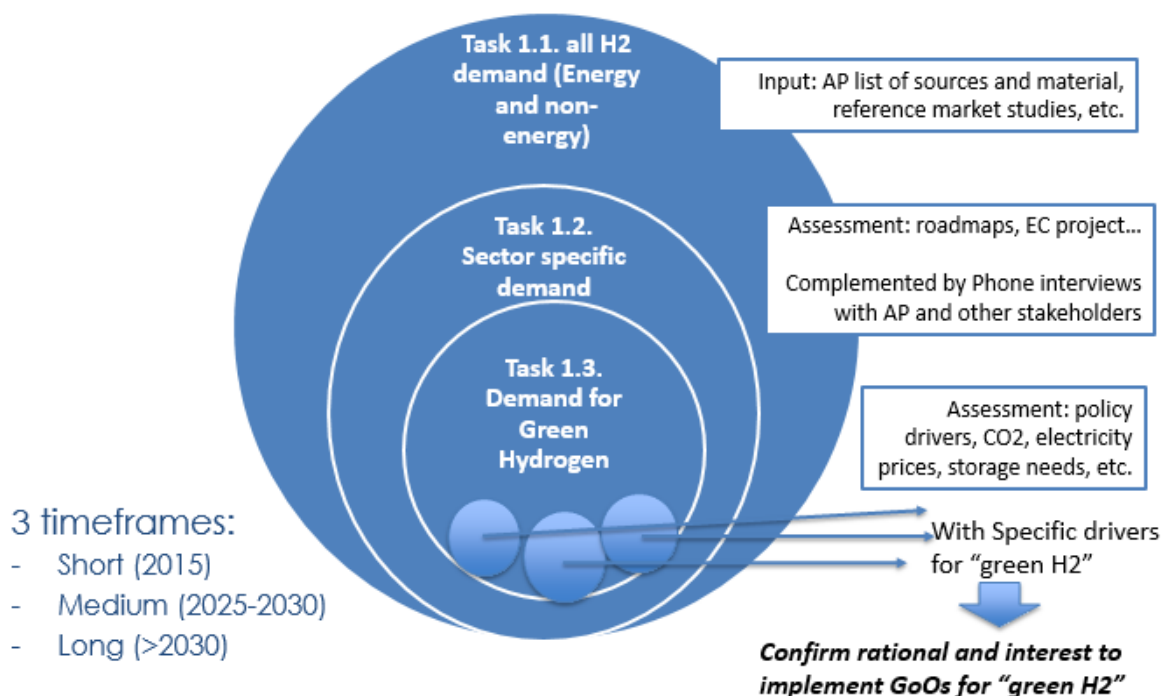 Task 1.1. all H2
demand (Energy
and non-
energy)
Input: AP list of sources and material,
reference market studies, etc.
Task 1.2.
Sector specific
demand
Assessment: roadmaps, EC project...
Complemented by Phone interviews
with AP and other stakeholders
Task 1.3.
Demand for
Green
Hydrogen
Assessment: policy
drivers, CO2, electricity
prices, storage needs, etc.
3 timeframes:
- Short (2015)
- Medium (2025-2030)
- Long (>2030)
With Specific drivers
for “green H2”
Confirm rational and interest to
implement GoOs for “green H2”